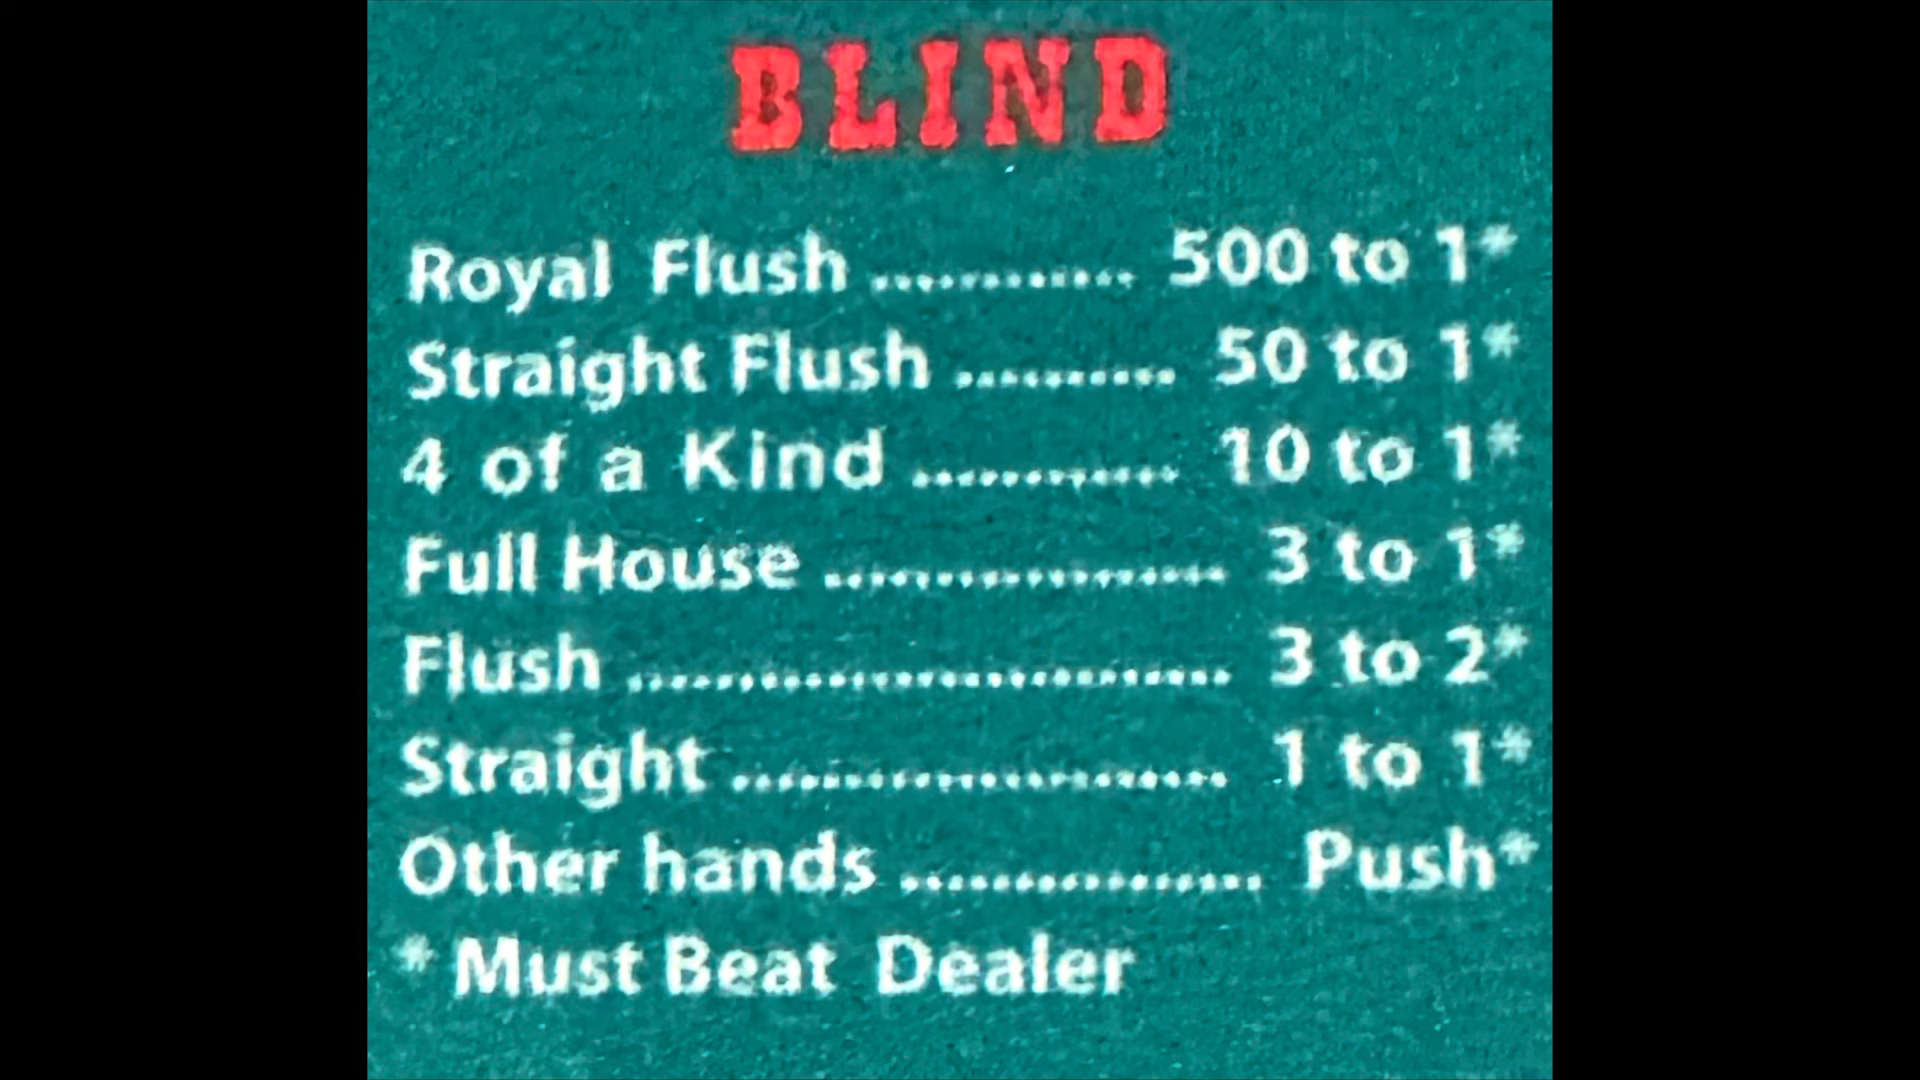 BLIND
Royal Flush ............ 500 to 1*
Straight Flush .......... 50 to 1*
4 of a Kind ............ 10 to 1*
Full House .................. 3 to 1*
Flush ........................... 3 to 2*
Straight ...................... 1 to 1*
Other hands ................ Push*
* Must Beat Dealer